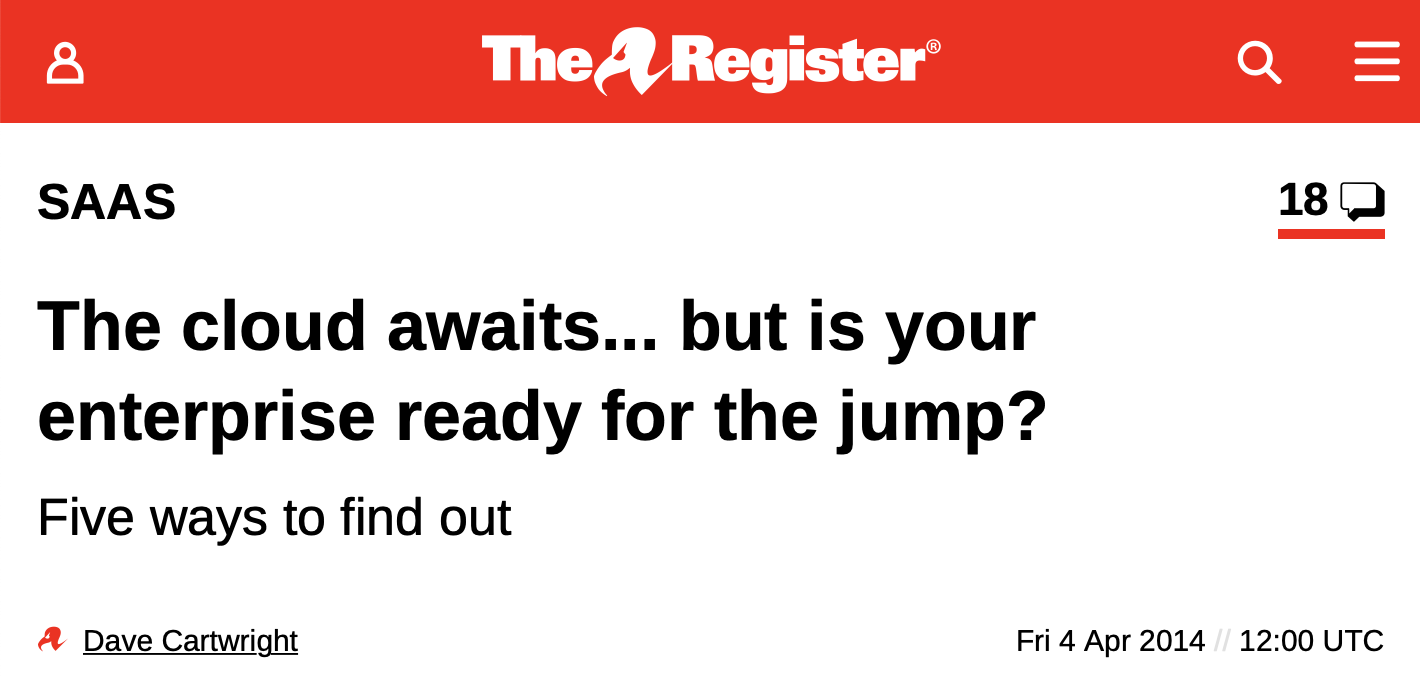 The Register®
SAAS
18
The cloud awaits... but is your
enterprise ready for the jump?
Five ways to find out
Dave Cartwright
Fri 4 Apr 2014 // 12:00 UTC